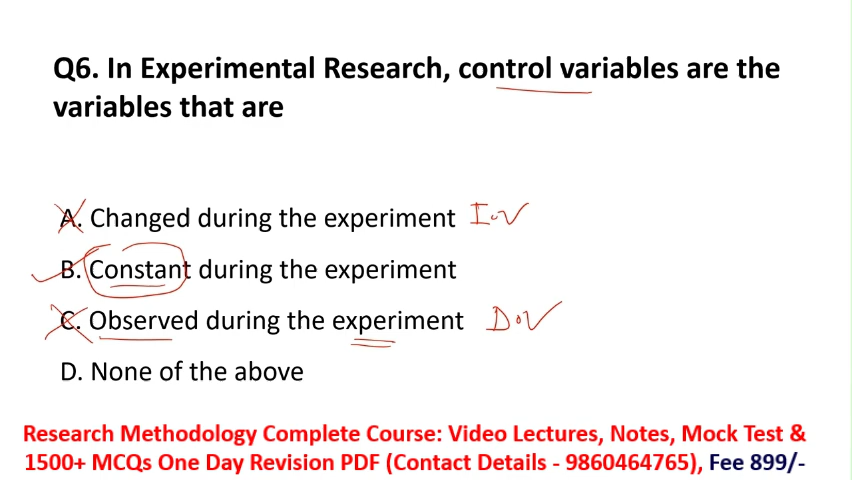 Q6. In Experimental Research, control variables are the
variables that are
A. Changed during the experiment I.V
B. Constant during the experiment
C. Observed during the experiment D.V
D. None of the above
Research Methodology Complete Course: Video Lectures, Notes, Mock Test &
1500+ MCQs One Day Revision PDF (Contact Details - 9860464765), Fee 899/-